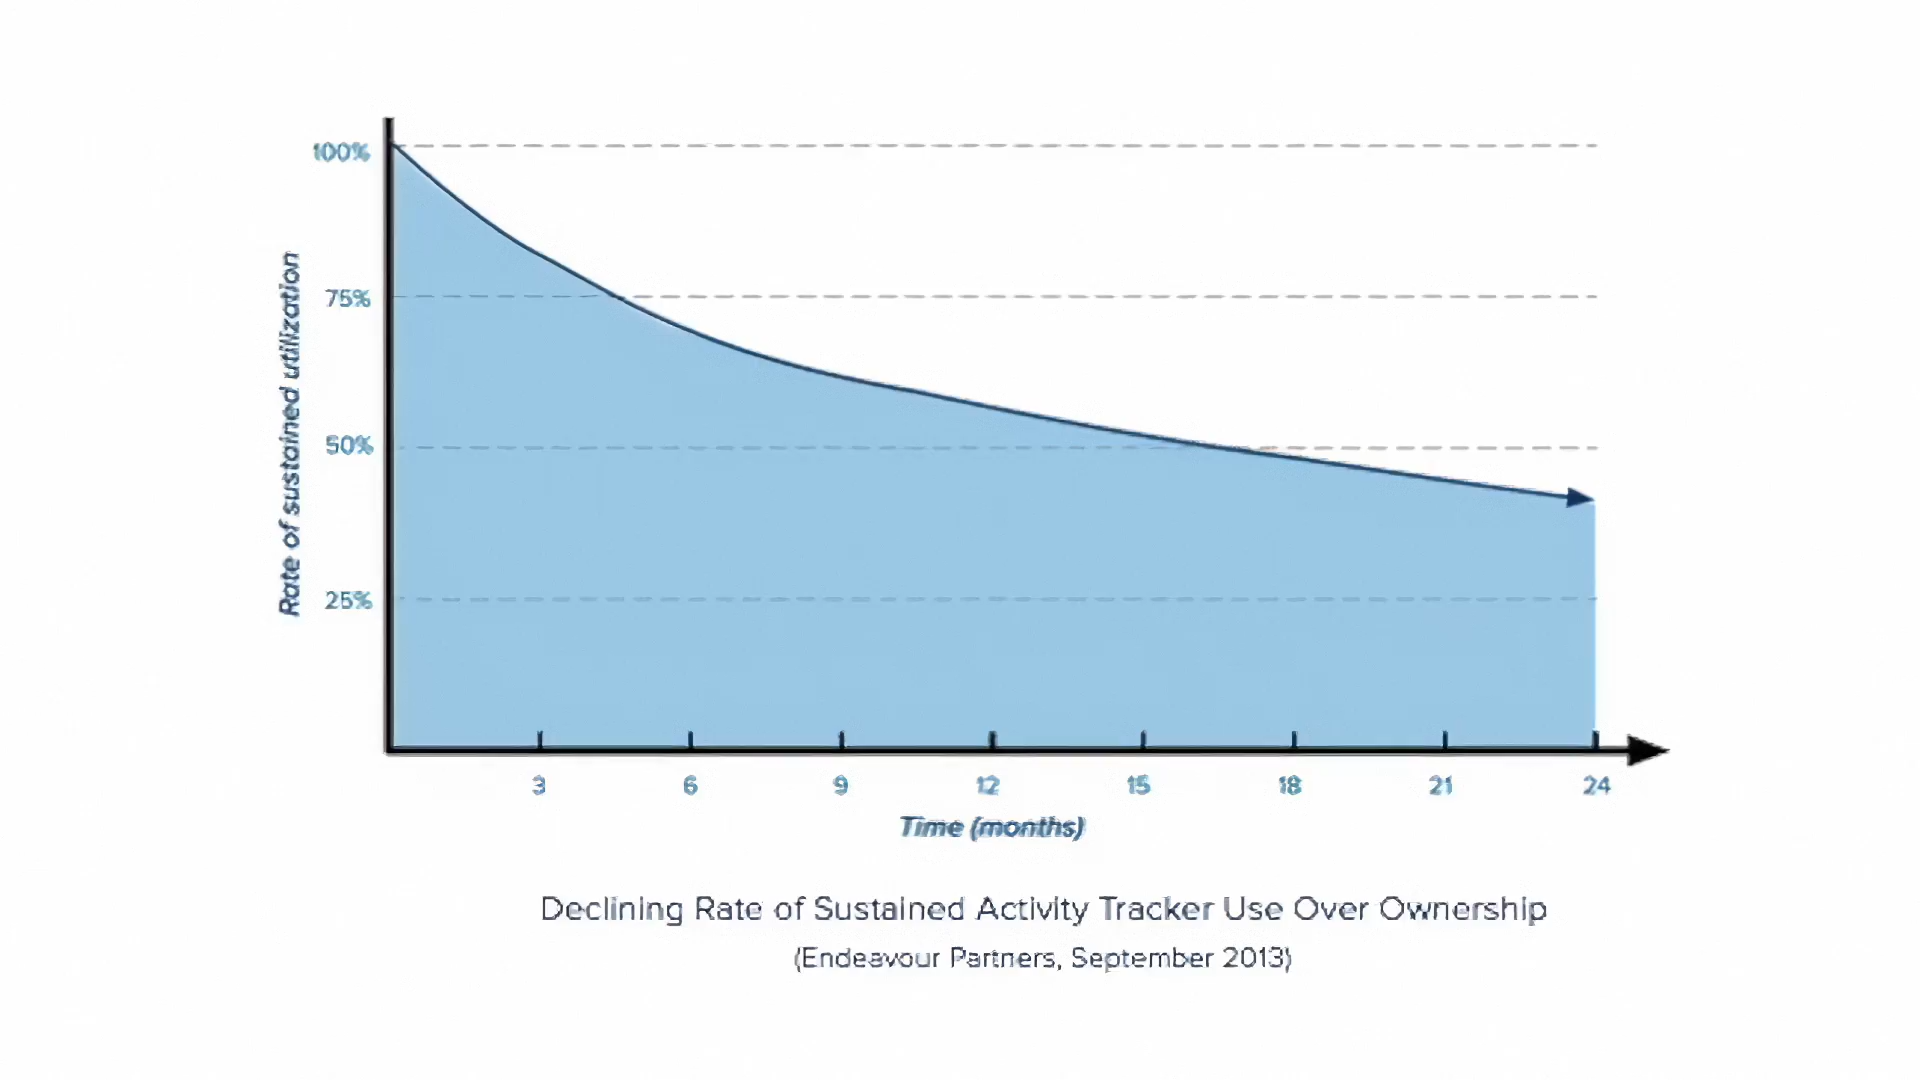 100%
75%
50%
25%
Rate of sustained utilization
3 6 9 12 15 18 21 24
Time (months)
Declining Rate of Sustained Activity Tracker Use Over Ownership
(Endeavour Partners, September 2013)